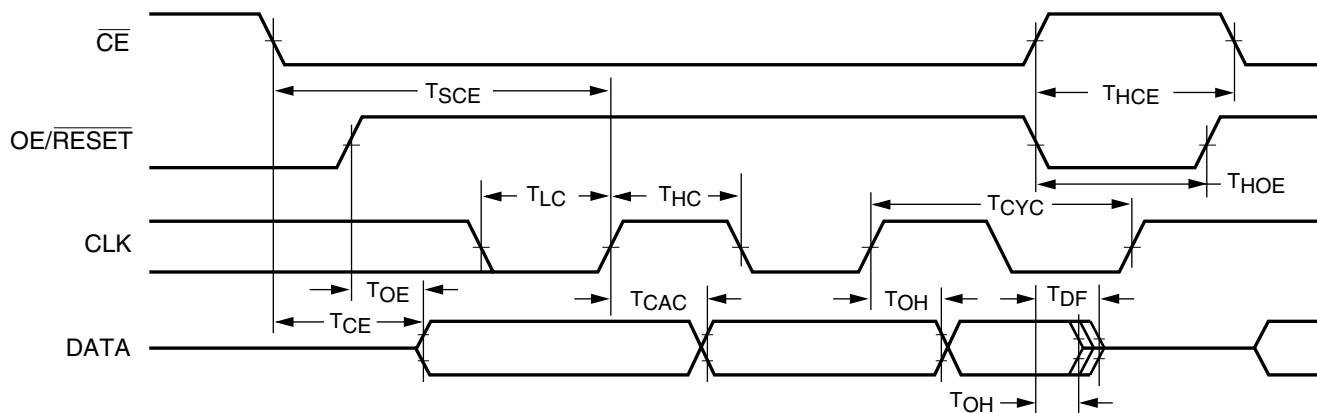 CE
TSCE
THCE
OE/RESET
THOE
TLC
THC
TCYC
CLK
TOE
TCAC
TOH
TDF
TCE
DATA
TOH